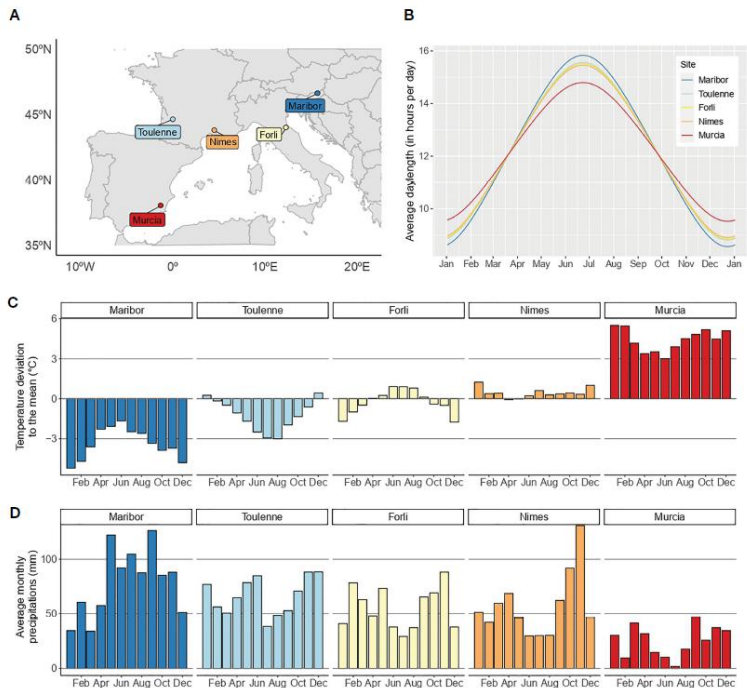 A
50ºN
45ºN
40ºN
35ºN
10ºW
0º
10ºE
20ºE
Maribor
Toulenne
Nimes
Forli
Murcia
B
Average daylength (in hours per day)
16
14
12
10
Jan Feb Mar Apr May Jun Jul Aug Sep Oct Nov Dec Jan
Site
Maribor
Toulenne
Forli
Nimes
Murcia
C
Maribor Toulenne Forli Nimes Murcia
Temperature deviation
to the mean (ºC)
6
3
0
−3
Feb Apr Jun Aug Oct Dec Feb Apr Jun Aug Oct Dec Feb Apr Jun Aug Oct Dec Feb Apr Jun Aug Oct Dec Feb Apr Jun Aug Oct Dec
D
Maribor Toulenne Forli Nimes Murcia
Average monthly
precipitations (mm)
100
50
0
Feb Apr Jun Aug Oct Dec Feb Apr Jun Aug Oct Dec Feb Apr Jun Aug Oct Dec Feb Apr Jun Aug Oct Dec Feb Apr Jun Aug Oct Dec